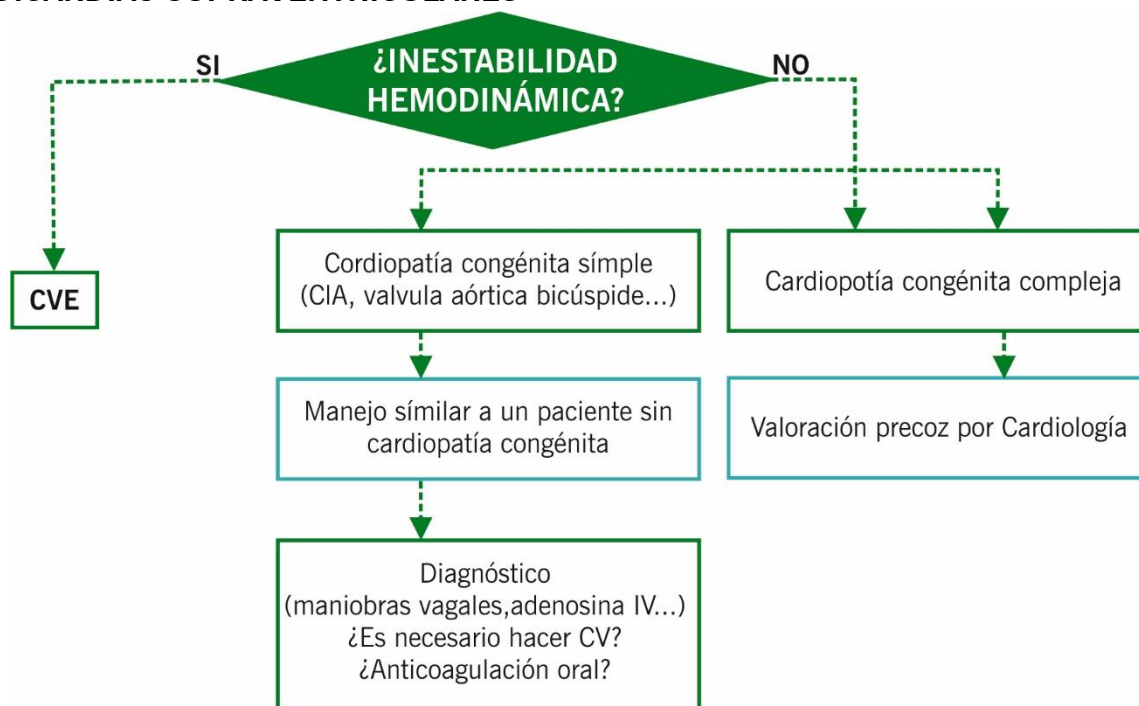 ¿INESTABILIDAD
HEMODINÁMICA?
SI
NO
CVE
Cordiopatía congénita símple
(CIA, valvula aórtica bicúspide...)
Cardiopotía congénita compleja
Manejo símilar a un paciente sin
cardiopatía congénita
Valoración precoz por Cardiología
Diagnóstico
(maniobras vagales,adenosina IV...)
¿Es necesario hacer CV?
¿Anticoagulación oral?